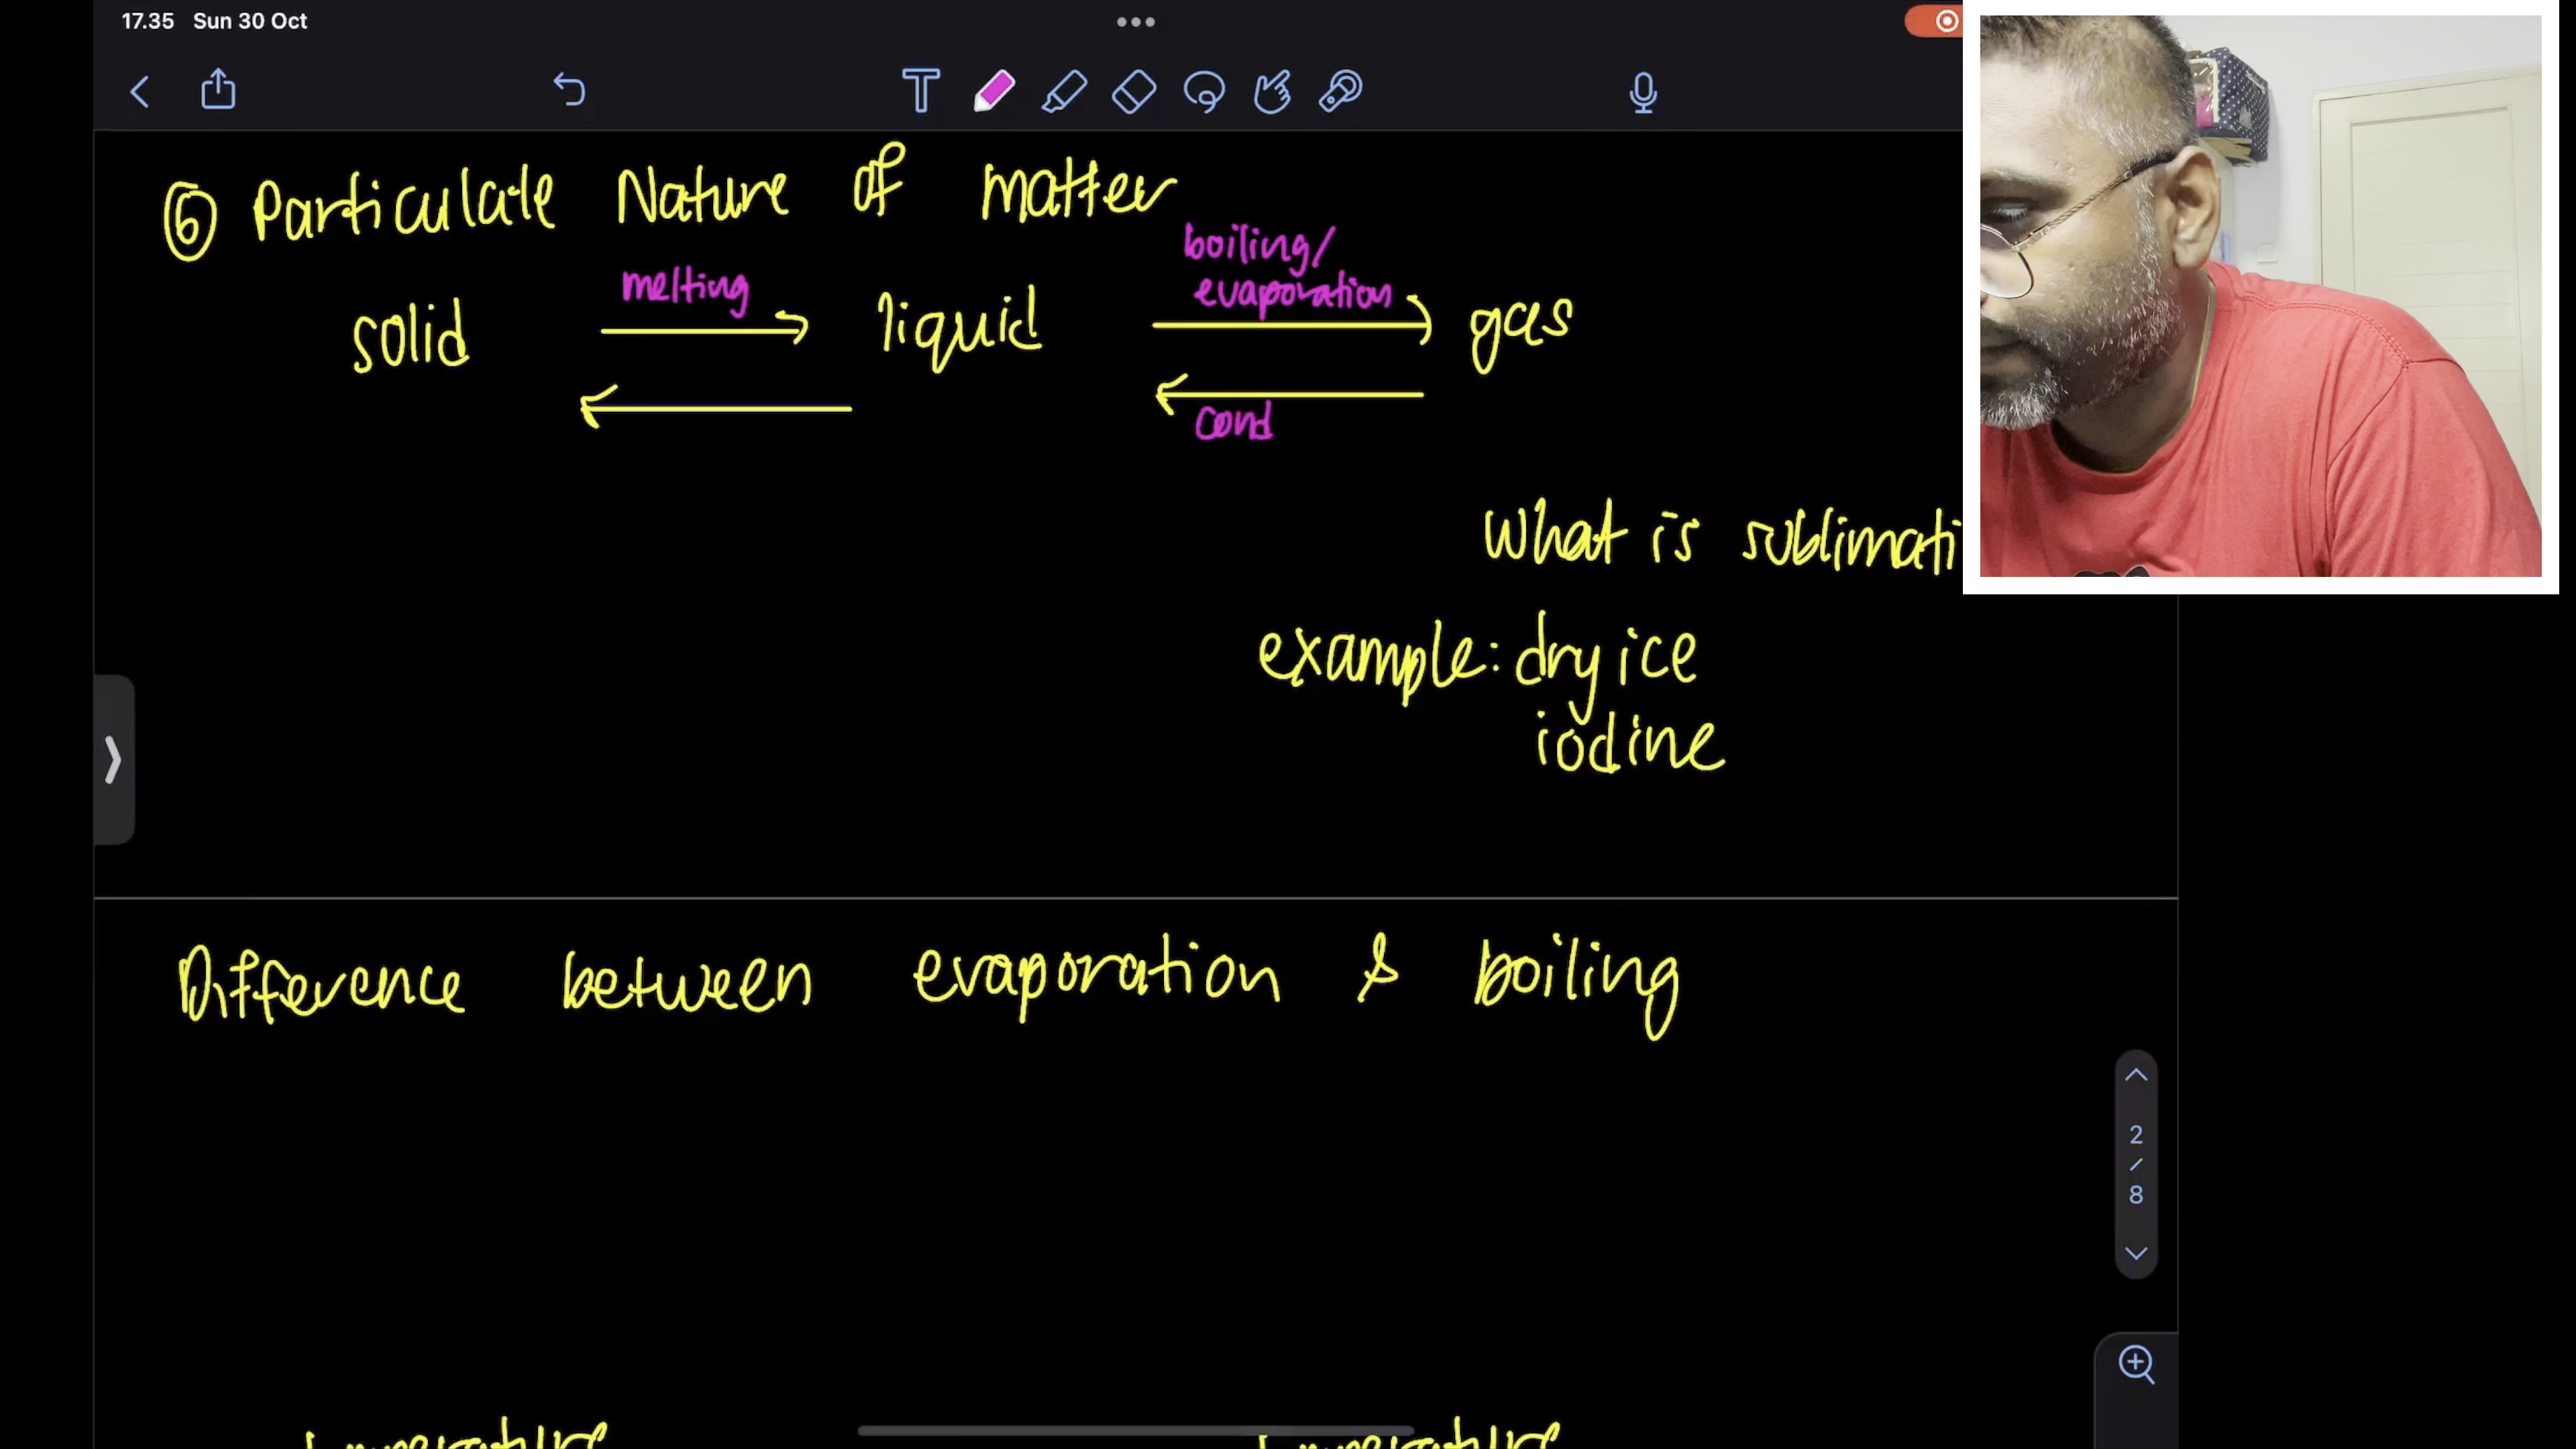 17.35 Sun 30 Oct
T
6 Particulate Nature of matter
boiling/
melting
evaporation
solid
liquid
gas
cond
What is sublimati
example: dry ice
iodine
Difference between evaporation & boiling
2
/
8